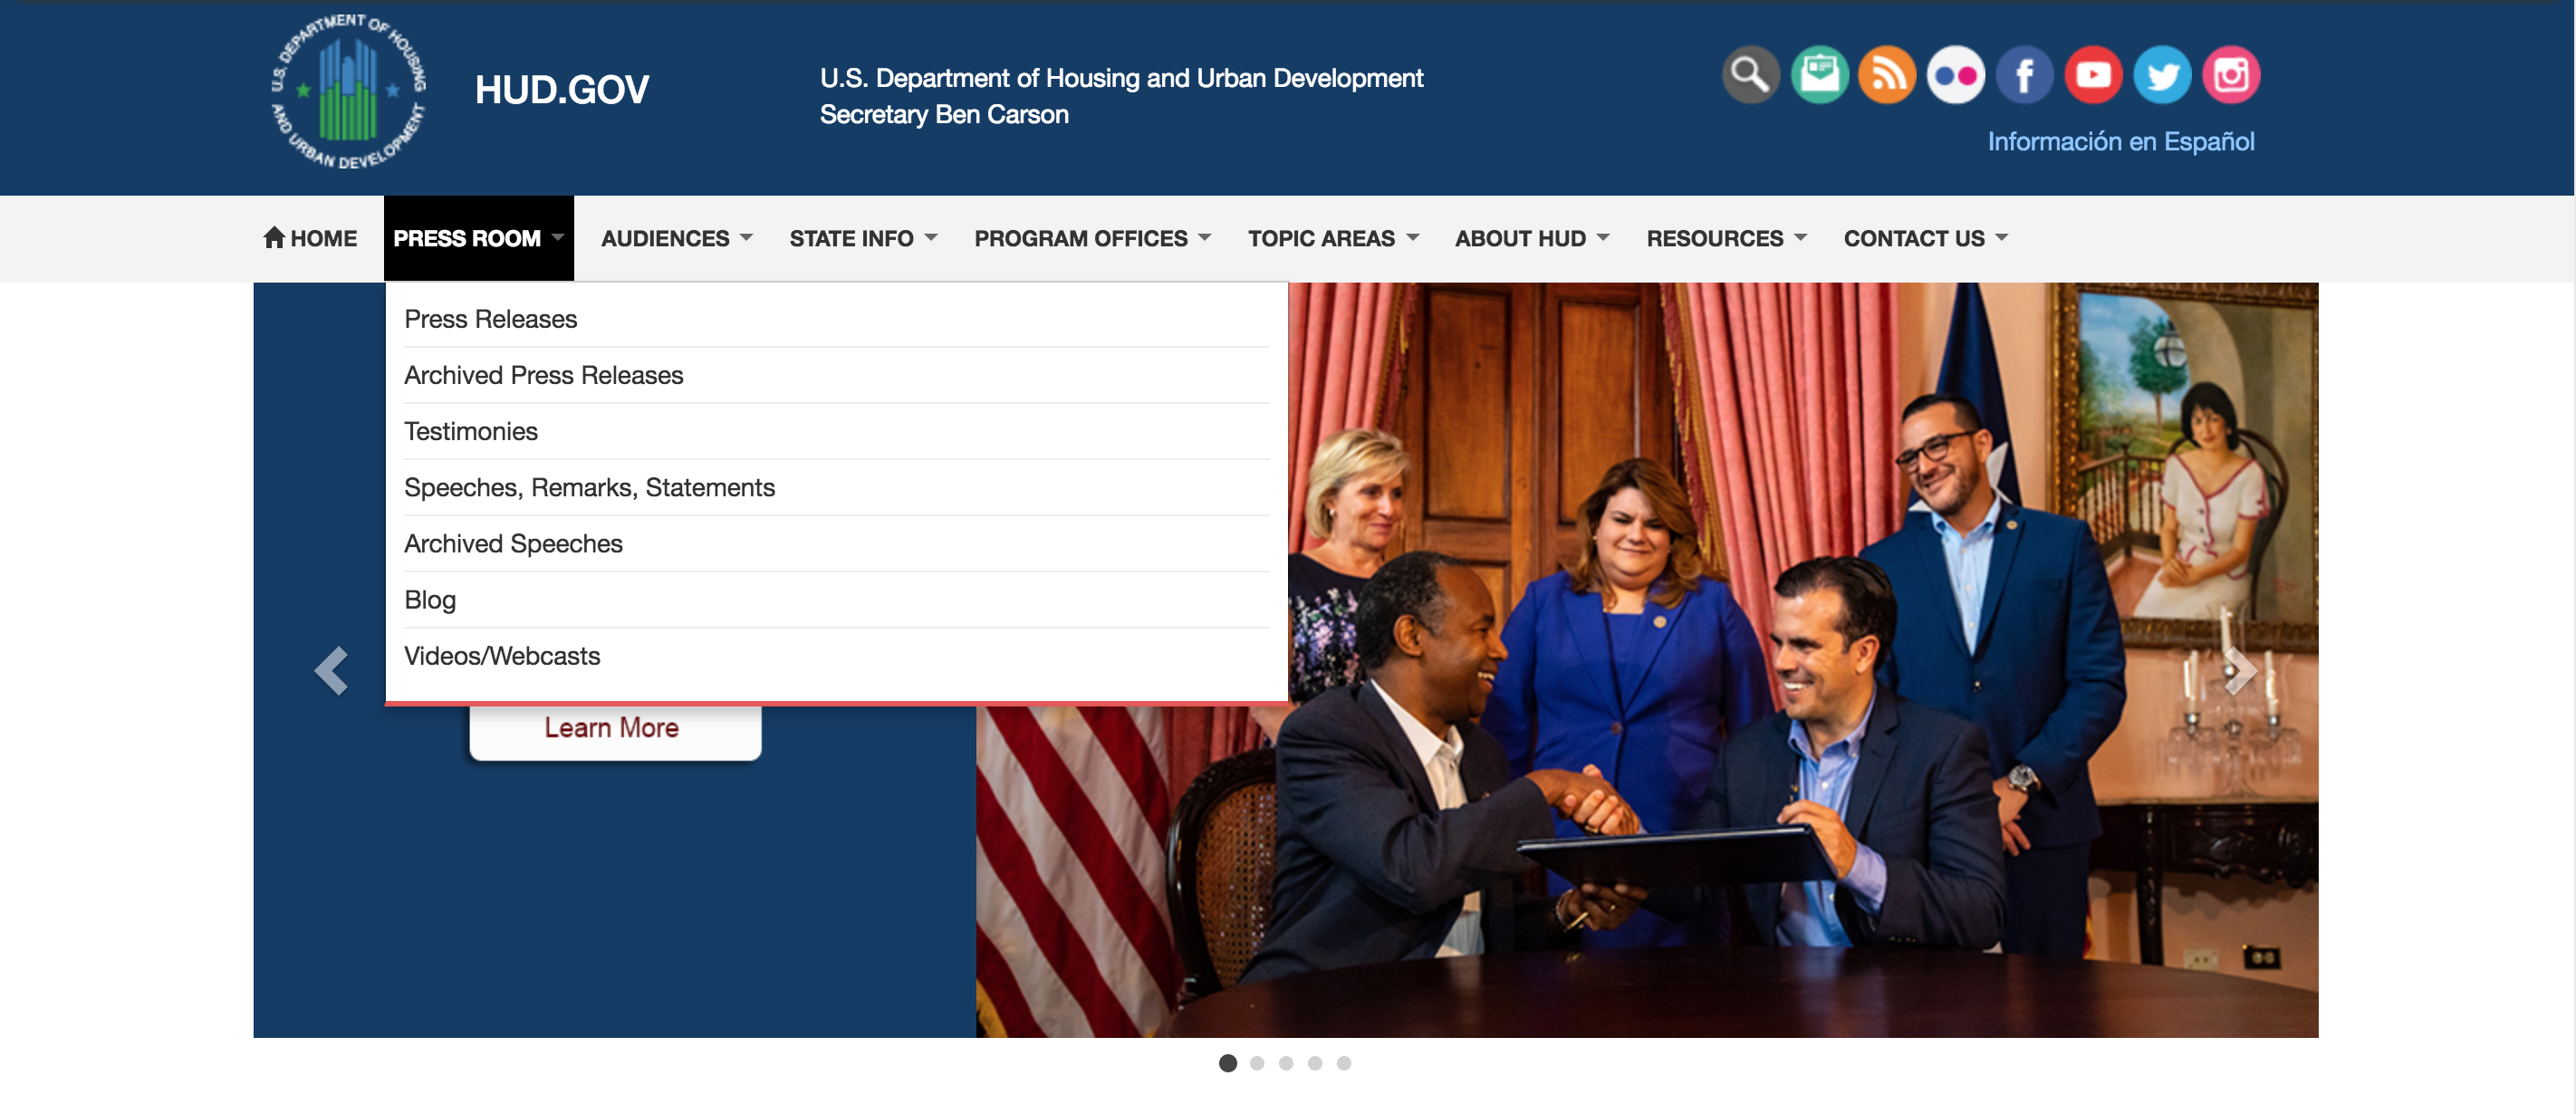 U.S. DEPARTMENT OF HOUSING
AND URBAN DEVELOPMENT
HUD.GOV
U.S. Department of Housing and Urban Development
Secretary Ben Carson
f
Información en Español
HOME
PRESS ROOM
AUDIENCES
STATE INFO
PROGRAM OFFICES
TOPIC AREAS
ABOUT HUD
RESOURCES
CONTACT US
Press Releases
Archived Press Releases
Testimonies
Speeches, Remarks, Statements
Archived Speeches
Blog
Videos/Webcasts
Learn More